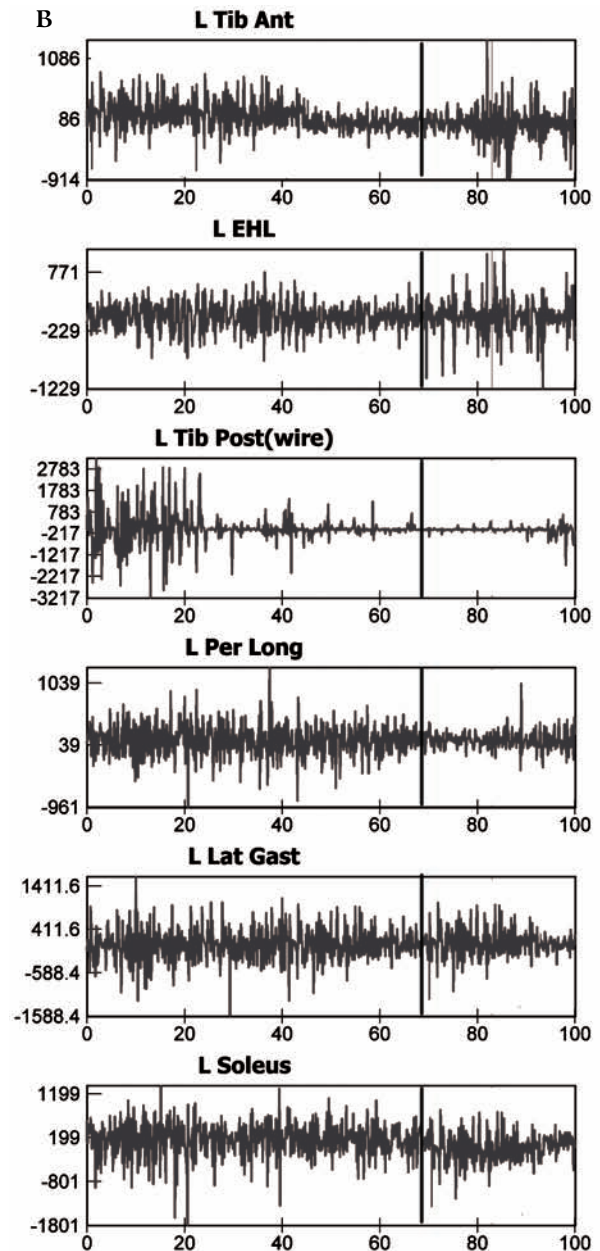 B
L Tib Ant
1086
86
-914
0 20 40 60 80 100
L EHL
771
-229
-1229
0 20 40 60 80 100
L Tib Post(wire)
2783
1783
783
-217
-1217
-2217
-3217
0 20 40 60 80 100
L Per Long
1039
39
-961
0 20 40 60 80 100
L Lat Gast
1411.6
411.6
-588.4
-1588.4
0 20 40 60 80 100
L Soleus
1199
199
-801
-1801
0 20 40 60 80 100